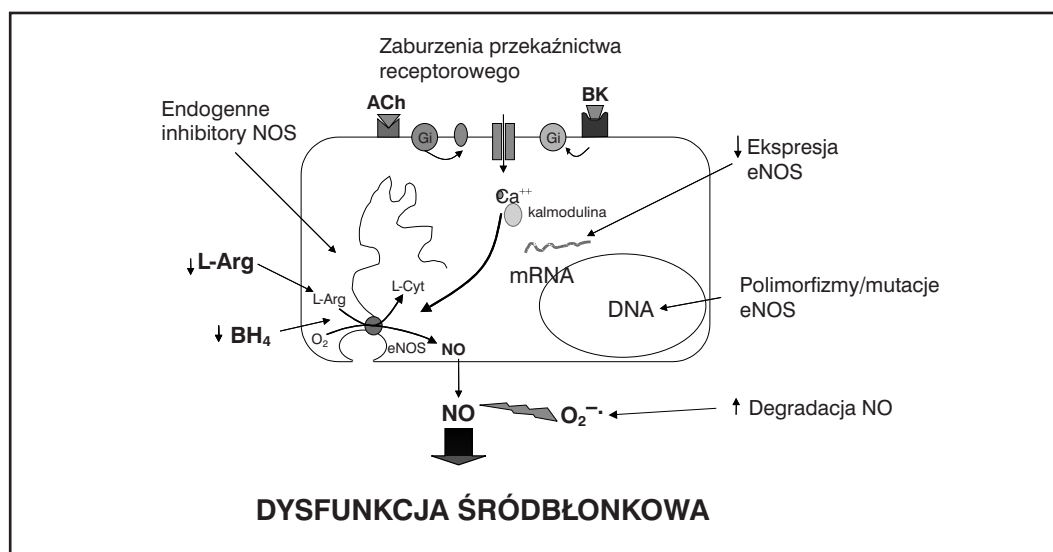 Zaburzenia przekaźnictwa
receptorowego
ACh
BK
Endogenne
inhibitory NOS
Gi
Gi
↓ Ekspresja
eNOS
Ca⁺⁺
kalmodulina
mRNA
↓ L-Arg
L-Arg
L-Cyt
DNA
Polimorfizmy/mutacje
eNOS
↓ BH₄
O₂
eNOS
NO
NO
O₂⁻·
↑ Degradacja NO
DYSFUNKCJA ŚRÓDBŁONKOWA